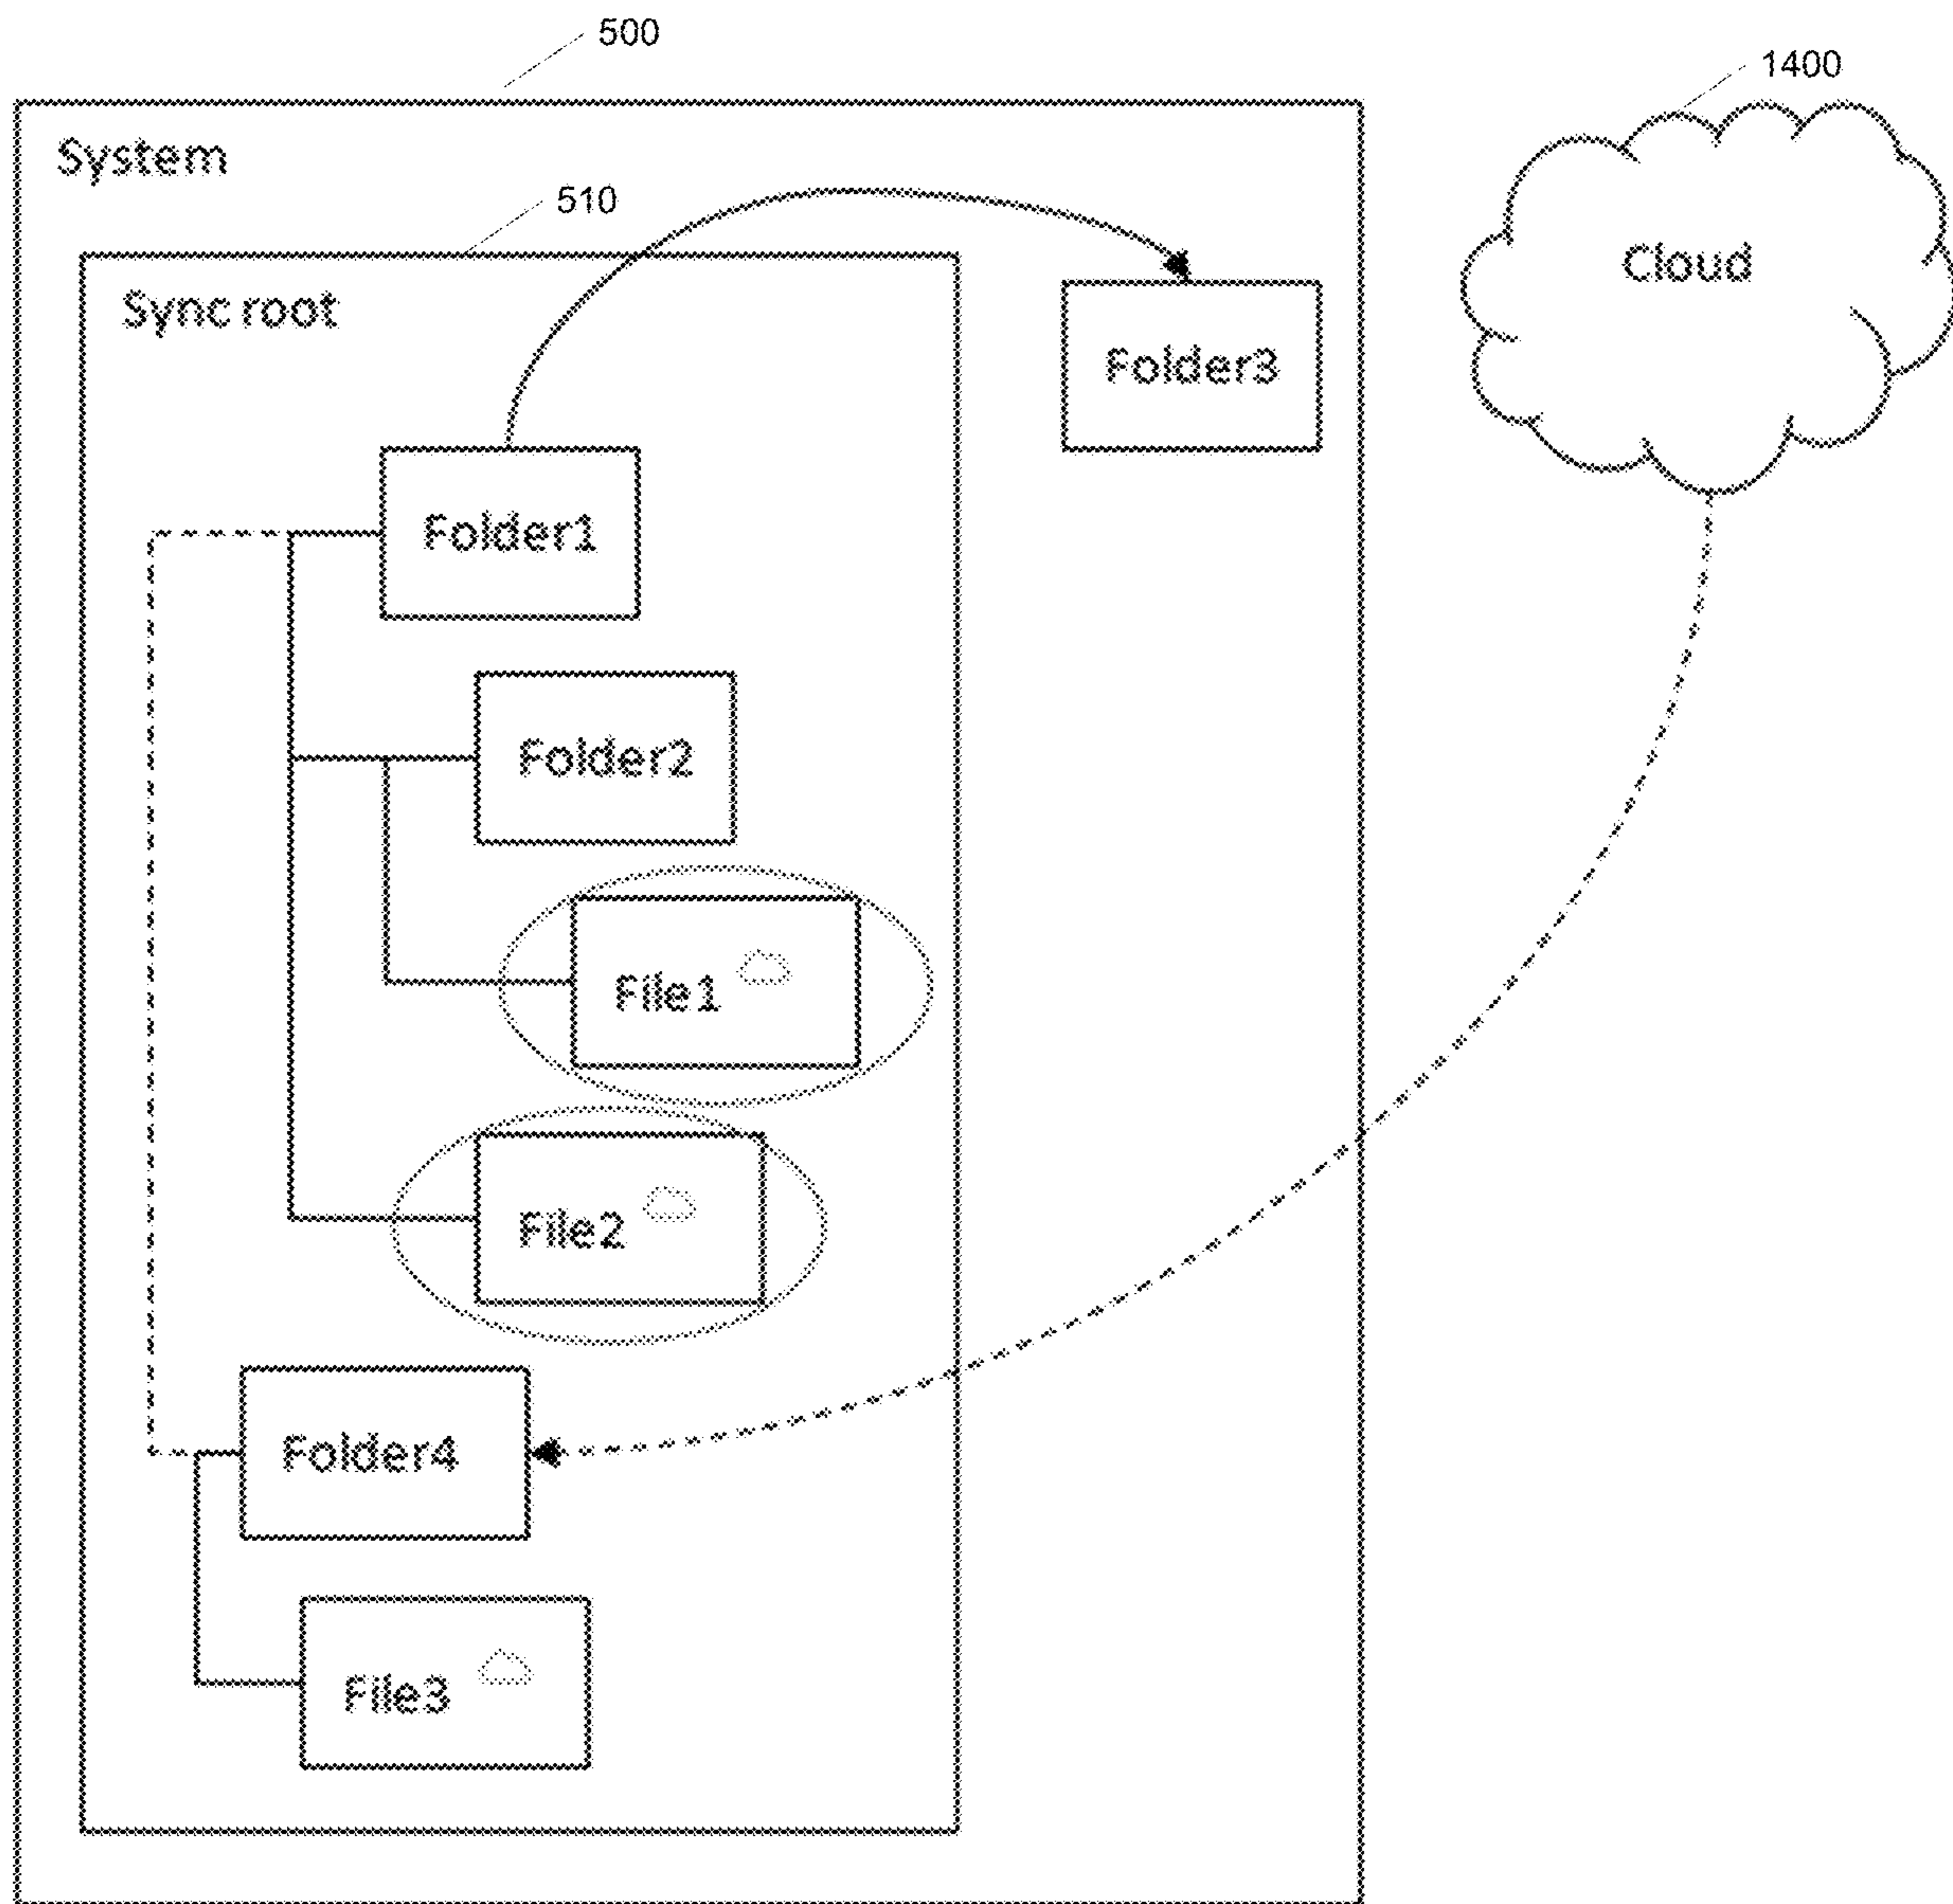 500
1400
System
510
Sync root
Cloud
Folder3
Folder1
Folder2
File1
File2
Folder4
File3